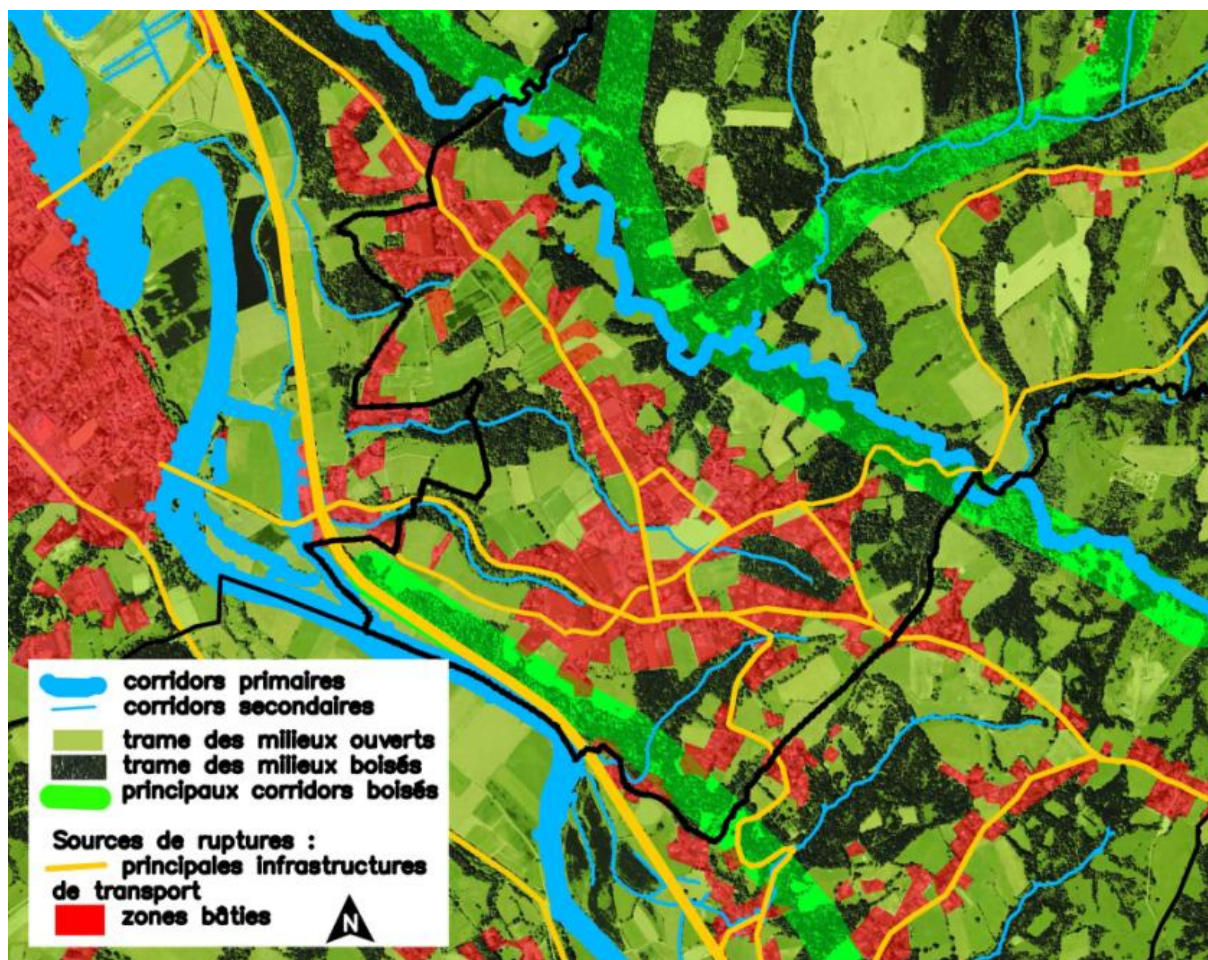 corridors primaires
corridors secondaires
trame des milieux ouverts
trame des milieux boisés
principaux corridors boisés
Sources de ruptures :
principales infrastructures
de transport
zones bâties
N